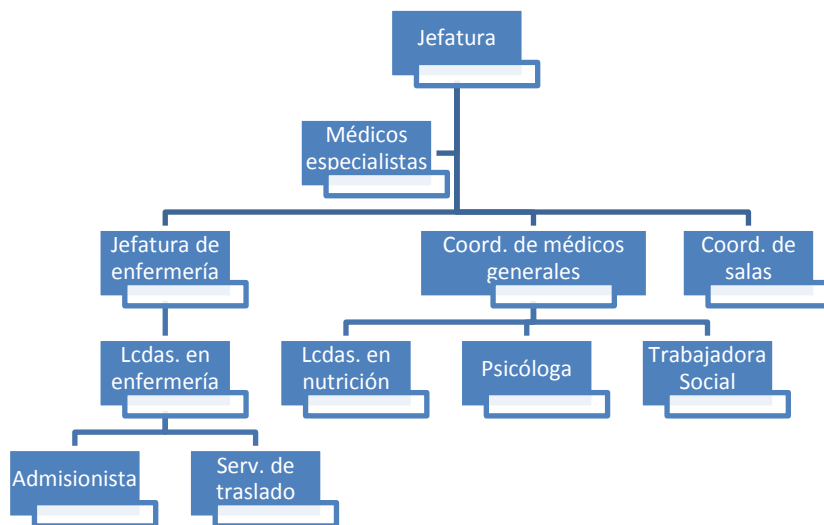 Jefatura
Médicos
especialistas
Jefatura de
enfermería
Coord. de médicos
generales
Coord. de
salas
Lcdas. en
enfermería
Lcdas. en
nutrición
Psicóloga
Trabajadora
Social
Admisionista
Serv. de
traslado